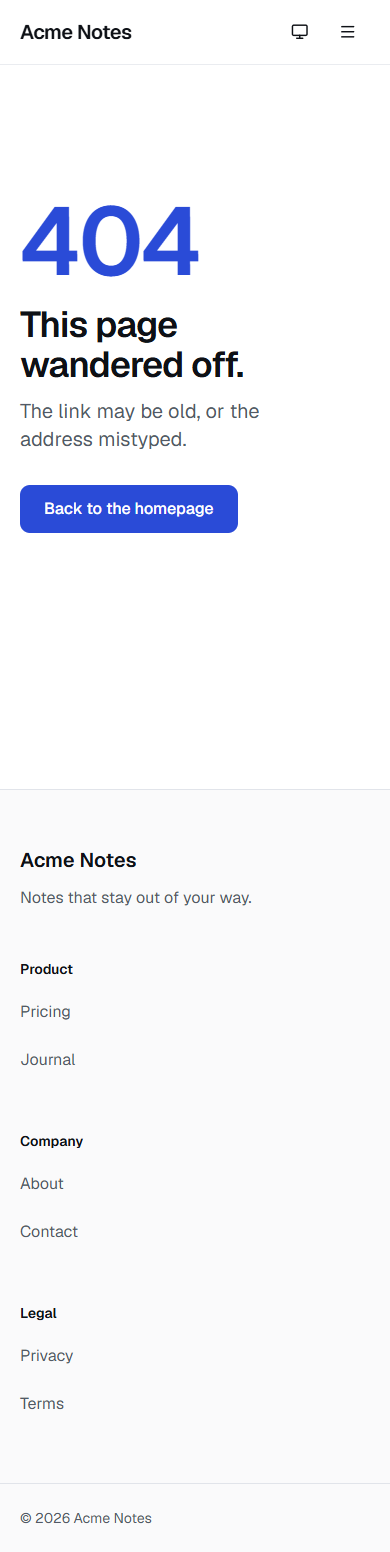 Acme Notes
404
This page
wandered off.
The link may be old, or the
address mistyped.
Back to the homepage
Acme Notes
Notes that stay out of your way.
Product
Pricing
Journal
Company
About
Contact
Legal
Privacy
Terms
© 2026 Acme Notes